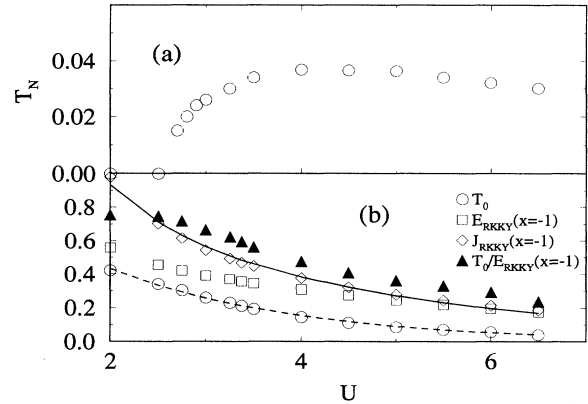 (a)
T_N
0.04
0.02
0.00
(b)
T_0
E_RKKY(x=-1)
J_RKKY(x=-1)
T_0/E_RKKY(x=-1)
0.8
0.6
0.4
0.2
0.0
2 4 6
U